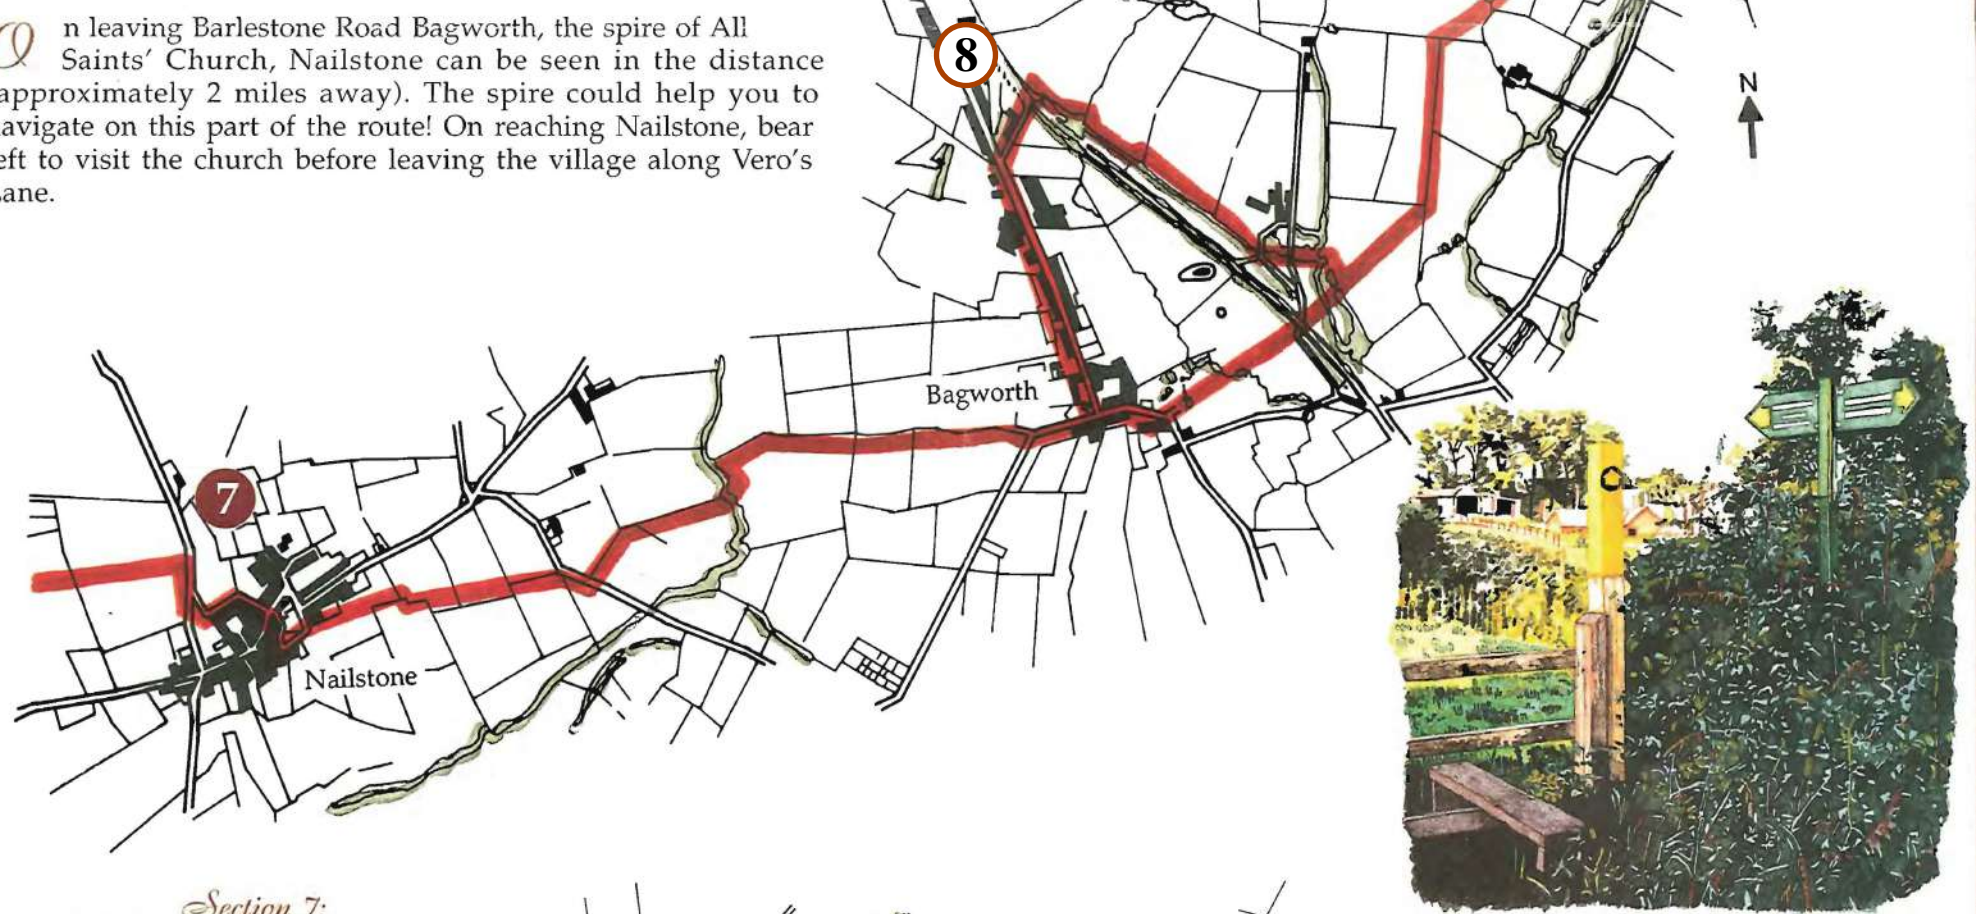 O
n leaving Barlestone Road Bagworth, the spire of All
Saints' Church, Nailstone can be seen in the distance
approximately 2 miles away). The spire could help you to
avigate on this part of the route! On reaching Nailstone, bear
eft to visit the church before leaving the village along Vero's
ane.
8
N
Bagworth
7
Nailstone
Section 7: